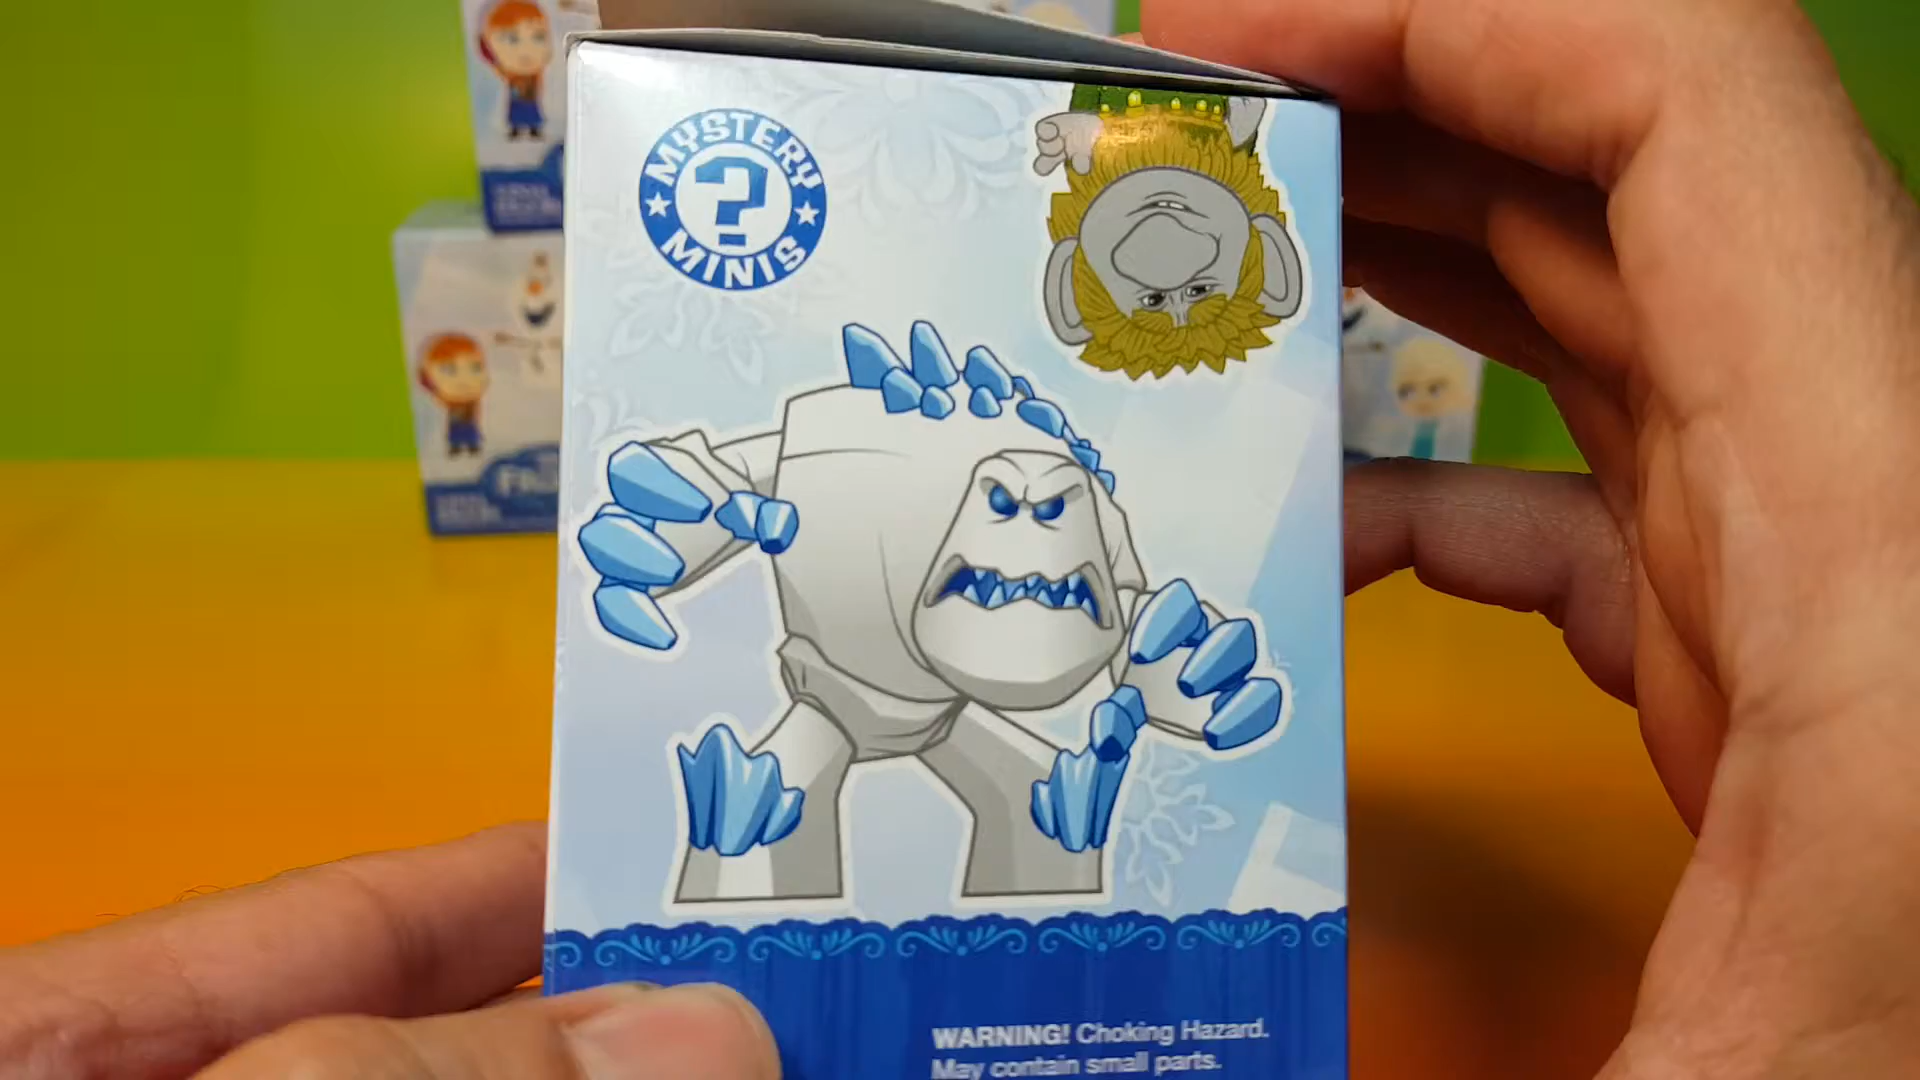 MYSTERY
?
MINIS
WARNING! Choking Hazard.
May contain small parts.